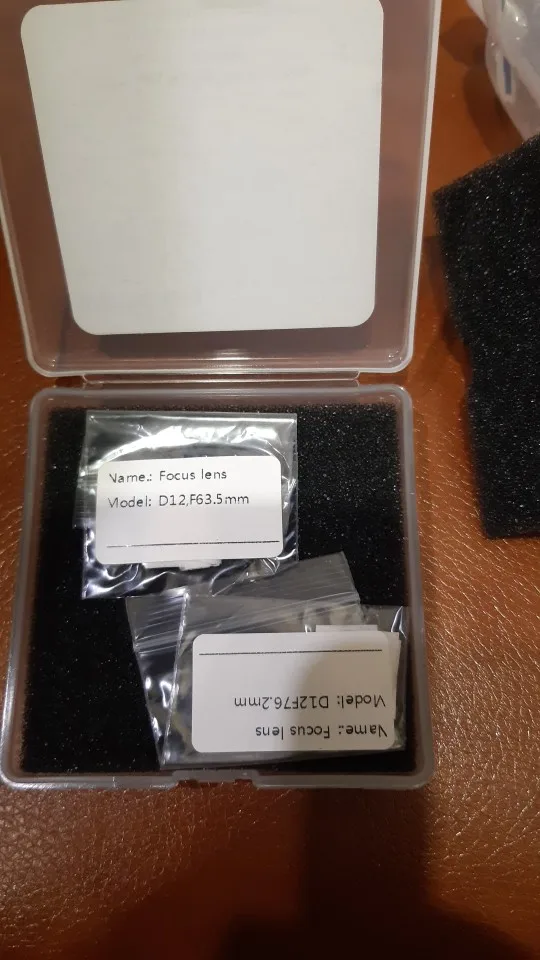 Name.: Focus lens
Model: D12,F63.5mm
Name.: Focus lens
Model: D12F76.2mm